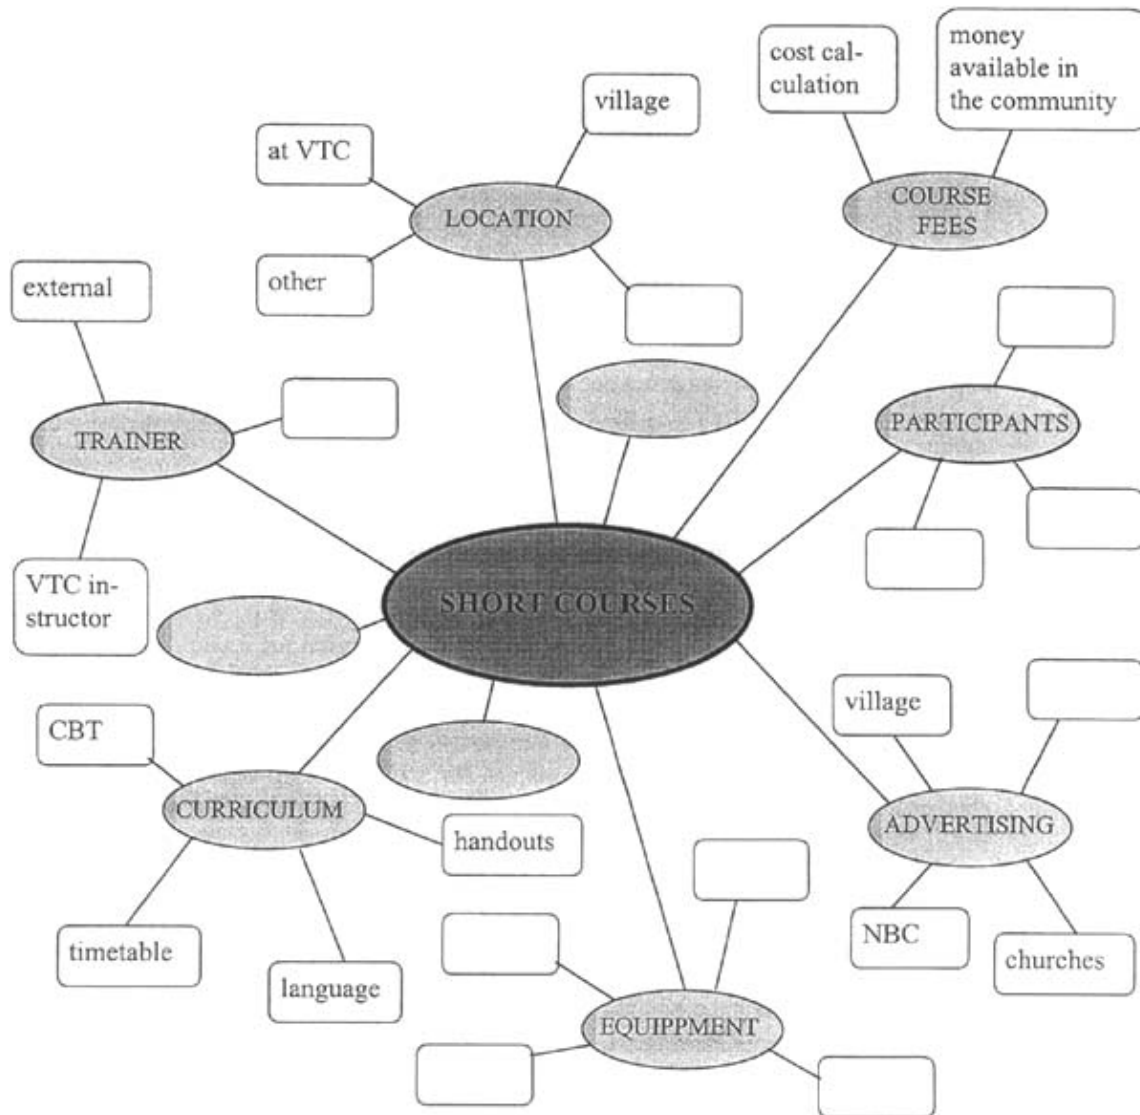 cost cal-
culation
money
available in
the community
village
at VTC
LOCATION
COURSE
FEES
other
external
TRAINER
PARTICIPANTS
VTC in-
structor
SHORT COURSES
village
CBT
CURRICULUM
ADVERTISING
handouts
NBC
timetable
churches
language
EQUIPPMENT